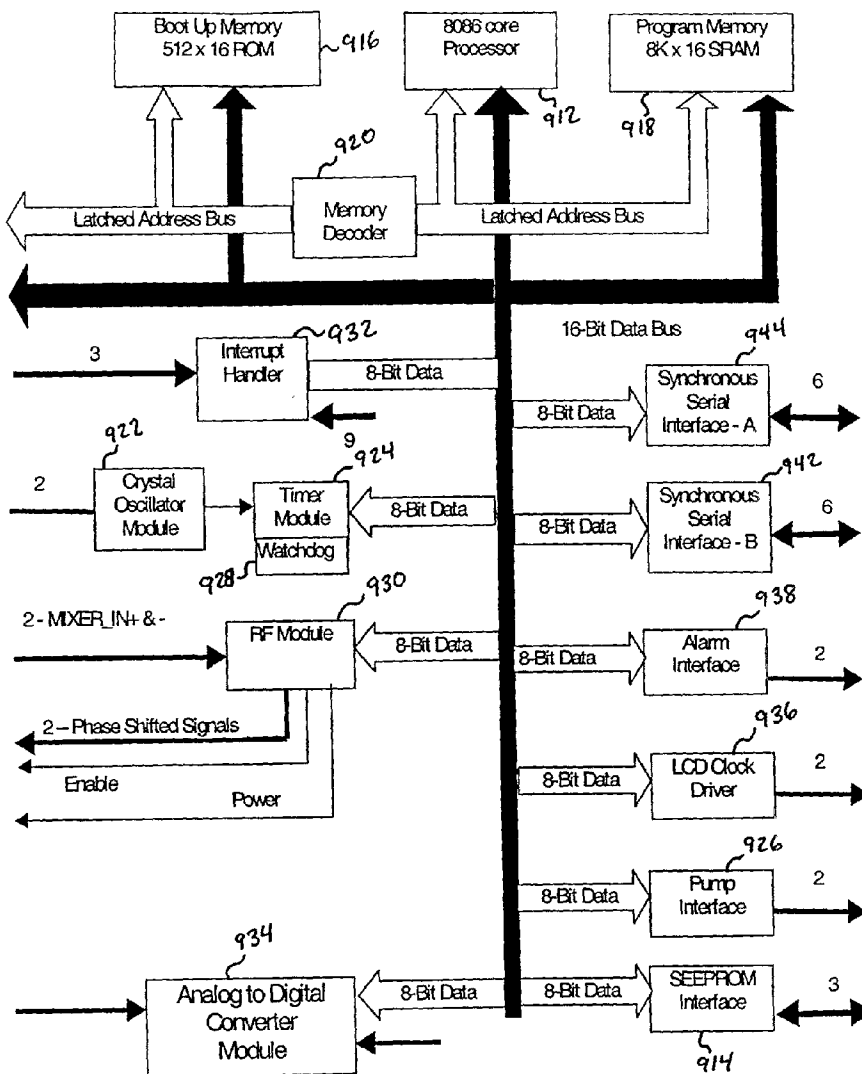 Boot Up Memory
512 x 16 ROM
916
8086 core
Processor
912
Program Memory
8K x 16 SRAM
918
920
Latched Address Bus
Memory
Decoder
Latched Address Bus
16-Bit Data Bus
932
3
Interrupt
Handler
8-Bit Data
9
944
8-Bit Data
Synchronous
Serial
Interface - A
6
922
2
Crystal
Oscillator
Module
924
Timer
Module
Watchdog
928
8-Bit Data
942
8-Bit Data
Synchronous
Serial
Interface - B
6
930
2 - MIXER_IN+ & -
RF Module
8-Bit Data
2 – Phase Shifted Signals
Enable
Power
938
8-Bit Data
Alarm
Interface
2
936
8-Bit Data
LCD Clock
Driver
2
926
8-Bit Data
Pump
Interface
2
934
Analog to Digital
Converter
Module
8-Bit Data
8-Bit Data
SEEPROM
Interface
3
914